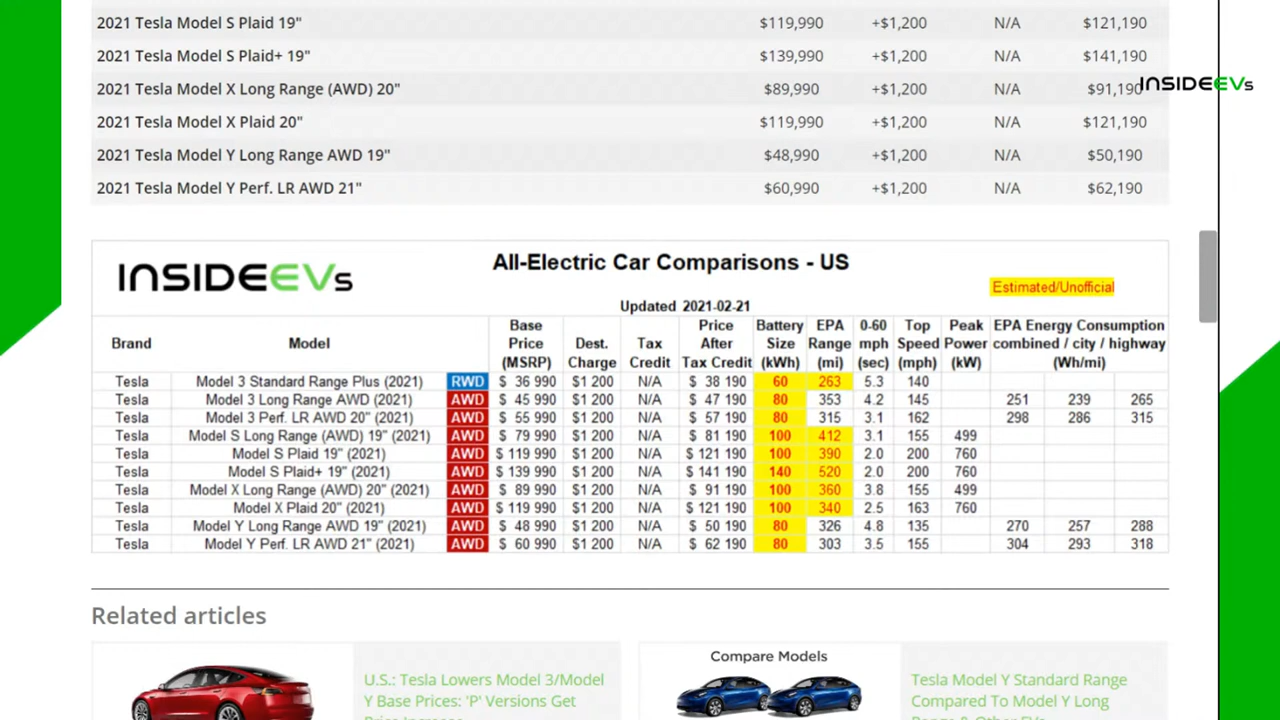 2021 Tesla Model S Plaid 19" $119,990 +$1,200 N/A $121,190
2021 Tesla Model S Plaid+ 19" $139,990 +$1,200 N/A $141,190
2021 Tesla Model X Long Range (AWD) 20" $89,990 +$1,200 N/A $91,190
INSIDEEVs
2021 Tesla Model X Plaid 20" $119,990 +$1,200 N/A $121,190
2021 Tesla Model Y Long Range AWD 19" $48,990 +$1,200 N/A $50,190
2021 Tesla Model Y Perf. LR AWD 21" $60,990 +$1,200 N/A $62,190
INSIDEEVs
All-Electric Car Comparisons - US
Estimated/Unofficial
Updated 2021-02-21
Brand Model Base Price (MSRP) Dest. Charge Tax Credit Price After Tax Credit Battery Size (kWh) EPA Range (mi) 0-60 mph (sec) Top Speed (mph) Peak Power (kW) EPA Energy Consumption combined / city / highway (Wh/mi)
Tesla Model 3 Standard Range Plus (2021) RWD $ 36 990 $1 200 N/A $ 38 190 60 263 5.3 140
Tesla Model 3 Long Range AWD (2021) AWD $ 45 990 $1 200 N/A $ 47 190 80 353 4.2 145 251 239 265
Tesla Model 3 Perf. LR AWD 20" (2021) AWD $ 55 990 $1 200 N/A $ 57 190 80 315 3.1 162 298 286 315
Tesla Model S Long Range (AWD) 19" (2021) AWD $ 79 990 $1 200 N/A $ 81 190 100 412 3.1 155 499
Tesla Model S Plaid 19" (2021) AWD $ 119 990 $1 200 N/A $ 121 190 100 390 2.0 200 760
Tesla Model S Plaid+ 19" (2021) AWD $ 139 990 $1 200 N/A $ 141 190 140 520 2.0 200 760
Tesla Model X Long Range (AWD) 20" (2021) AWD $ 89 990 $1 200 N/A $ 91 190 100 360 3.8 155 499
Tesla Model X Plaid 20" (2021) AWD $ 119 990 $1 200 N/A $ 121 190 100 340 2.5 163 760
Tesla Model Y Long Range AWD 19" (2021) AWD $ 48 990 $1 200 N/A $ 50 190 80 326 4.8 135 270 257 288
Tesla Model Y Perf. LR AWD 21" (2021) AWD $ 60 990 $1 200 N/A $ 62 190 80 303 3.5 155 304 293 318
Related articles
U.S.: Tesla Lowers Model 3/Model
Y Base Prices: 'P' Versions Get
Price Increase
Compare Models
Tesla Model Y Standard Range
Compared To Model Y Long
Range & Other EVs